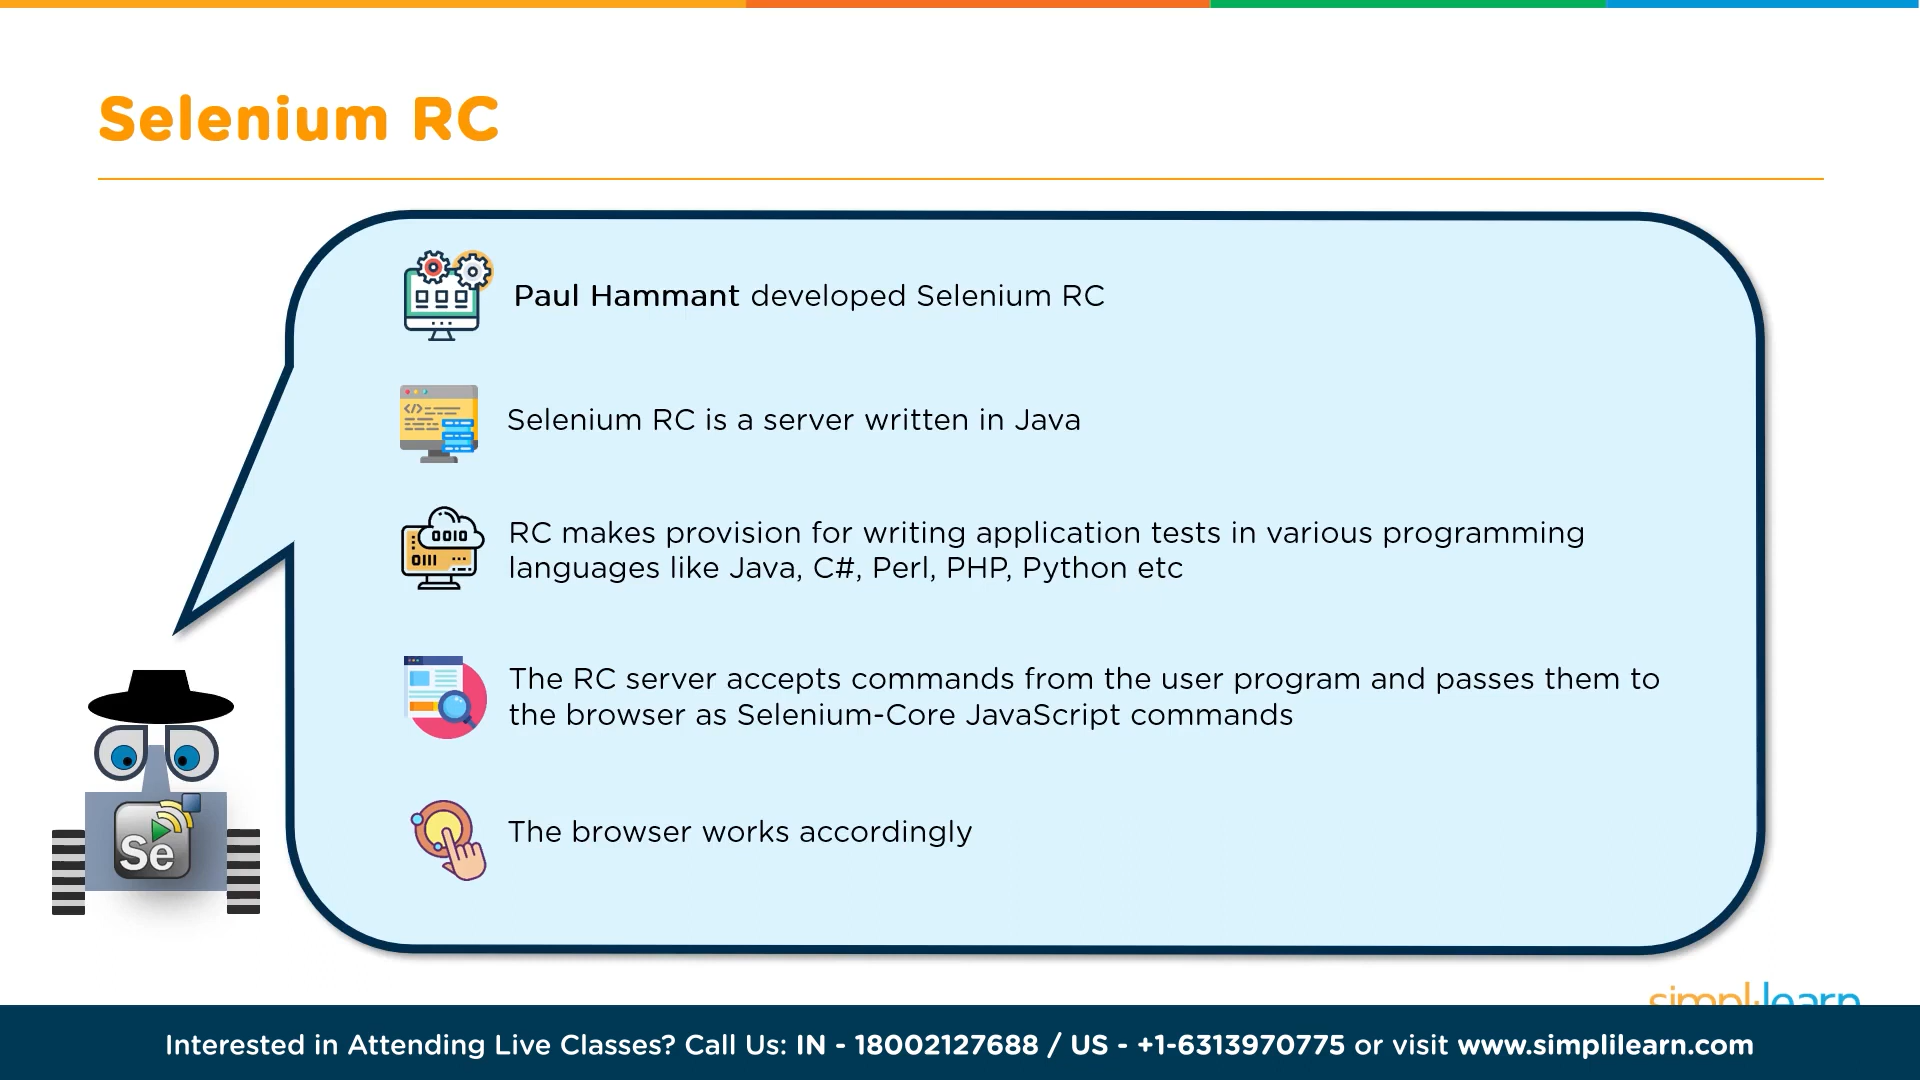 Selenium RC
Paul Hammant developed Selenium RC
Selenium RC is a server written in Java
RC makes provision for writing application tests in various programming
languages like Java, C#, Perl, PHP, Python etc
The RC server accepts commands from the user program and passes them to
the browser as Selenium-Core JavaScript commands
The browser works accordingly
Se
simplilearn
Interested in Attending Live Classes? Call Us: IN - 18002127688 / US - +1-6313970775 or visit www.simplilearn.com